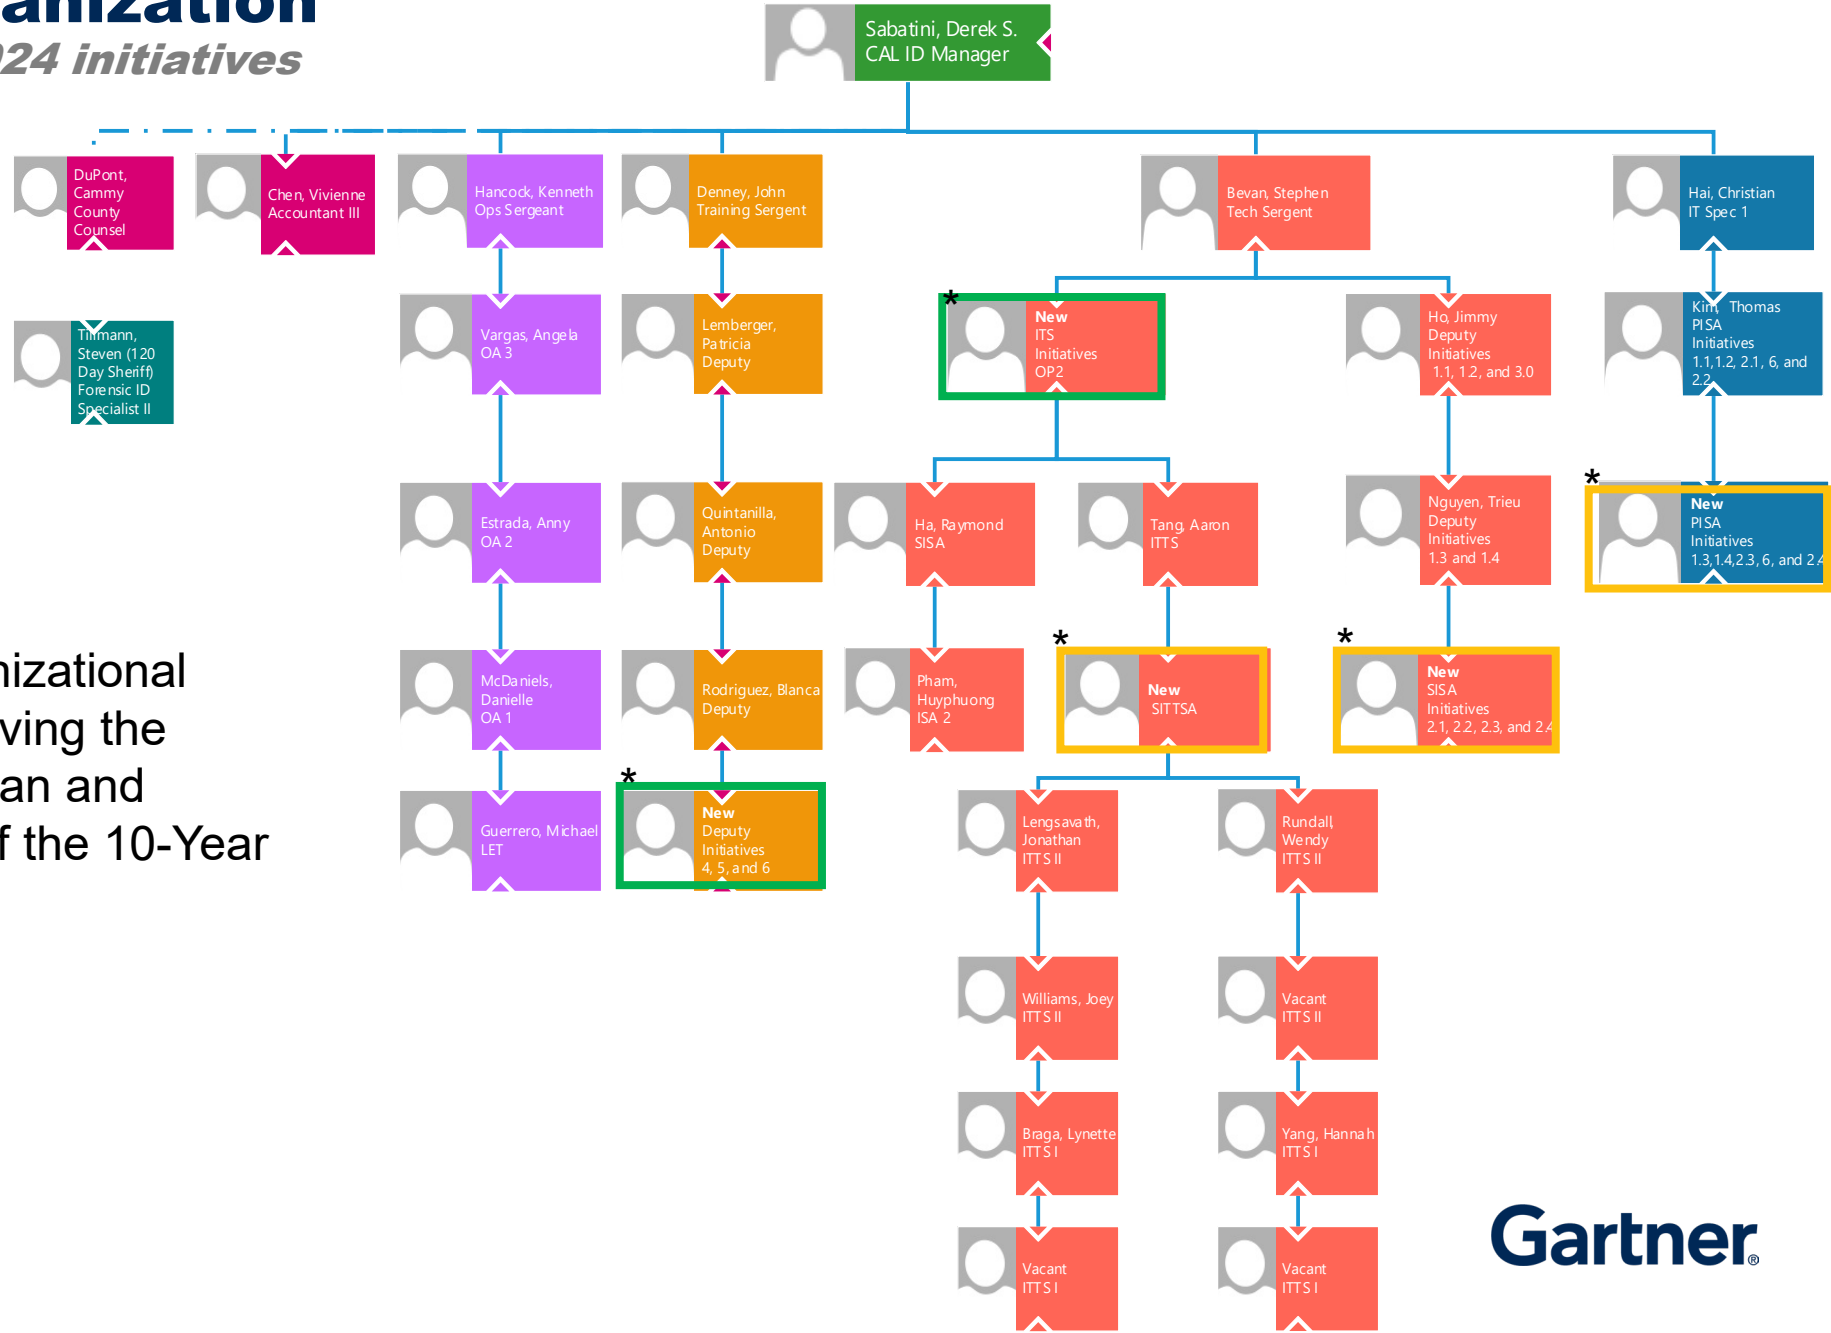 anization
024 initiatives
Sabatini, Derek S.
CAL ID Manager
DuPont,
Cammy
County
Counsel
Chen, Vivienne
Accountant III
Hancock, Kenneth
Ops Sergeant
Denney, John
Training Sergent
Bevan, Stephen
Tech Sergent
Hai, Christian
IT Spec 1
Tillmann,
Steven (120
Day Sheriff)
Forensic ID
Specialist II
Vargas, Angela
OA 3
Lemberger,
Patricia
Deputy
*
New
ITS
Initiatives
OP2
Ho, Jimmy
Deputy
Initiatives
1.1, 1.2, and 3.0
Kim, Thomas
PISA
Initiatives
1.1,1.2, 2.1, 6, and
2.2
Estrada, Anny
OA 2
Quintanilla,
Antonio
Deputy
Ha, Raymond
SISA
Tang, Aaron
ITTS
Nguyen, Trieu
Deputy
Initiatives
1.3 and 1.4
*
New
PISA
Initiatives
1.3,1.4,2.3, 6, and 2.4
nizational
ving the
an and
f the 10-Year
McDaniels,
Danielle
OA 1
Rodriguez, Blanca
Deputy
Pham,
Huyphuong
ISA 2
*
New
SITTSA
*
New
SISA
Initiatives
2.1, 2.2, 2.3, and 2.4
Guerrero, Michael
LET
*
New
Deputy
Initiatives
4, 5, and 6
Lengsavath,
Jonathan
ITTS II
Rundall,
Wendy
ITTS II
Williams, Joey
ITTS II
Vacant
ITTS II
Braga, Lynette
ITTS I
Yang, Hannah
ITTS I
Vacant
ITTS I
Vacant
ITTS I
Gartner®